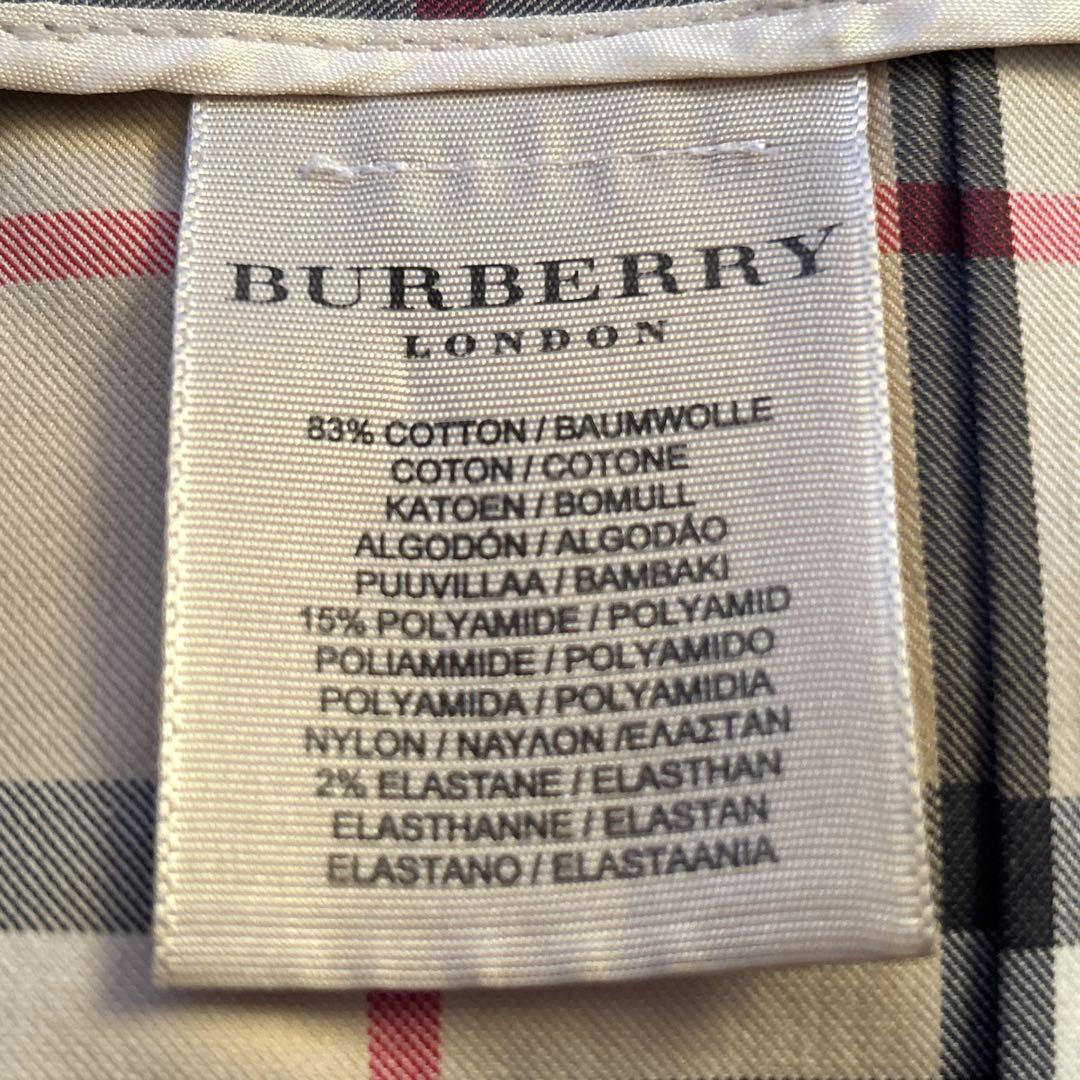 BURBERRY
LONDON
83% COTTON / BAUMWOLLE
COTON / COTONE
KATOEN / BOMULL
ALGODÓN / ALGODÁO
PUUVILLAA / BAMBAKI
15% POLYAMIDE / POLYAMID
POLIAMMIDE / POLYAMIDO
POLYAMIDA / POLYAMIDIA
NYLON / ΝΑΥΛΟΝ /ΕΛΑΣΤΑΝ
2% ELASTANE / ELASTHAN
ELASTHANNE / ELASTAN
ELASTANO / ELASTAANIA